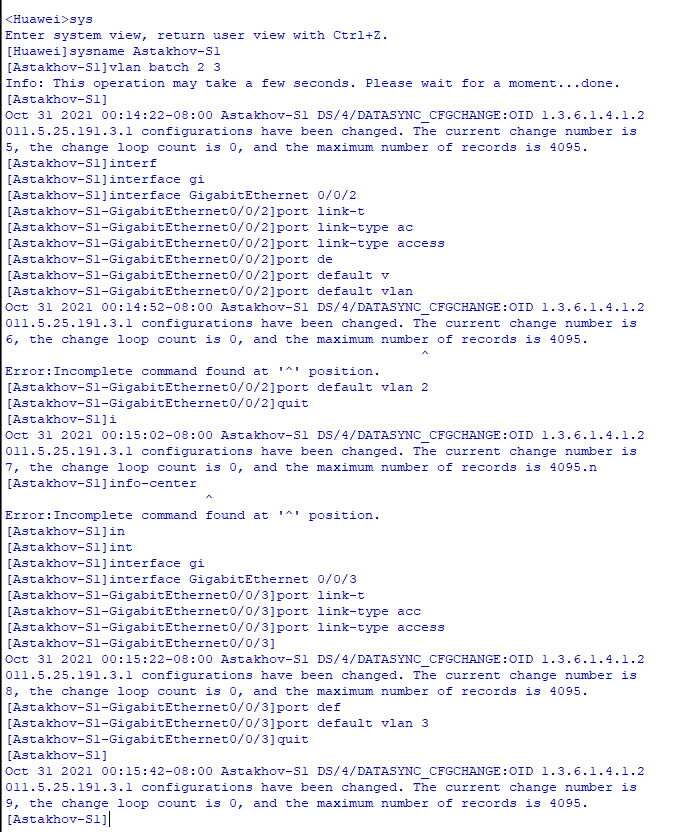 <Huawei>sys
Enter system view, return user view with Ctrl+Z.
[Huawei]sysname Astakhov-S1
[Astakhov-S1]vlan batch 2 3
Info: This operation may take a few seconds. Please wait for a moment...done.
[Astakhov-S1]
Oct 31 2021 00:14:22-08:00 Astakhov-S1 DS/4/DATASYNC_CFGCHANGE:OID 1.3.6.1.4.1.2
011.5.25.191.3.1 configurations have been changed. The current change number is
5, the change loop count is 0, and the maximum number of records is 4095.
[Astakhov-S1]interf
[Astakhov-S1]interface gi
[Astakhov-S1]interface GigabitEthernet 0/0/2
[Astakhov-S1-GigabitEthernet0/0/2]port link-t
[Astakhov-S1-GigabitEthernet0/0/2]port link-type ac
[Astakhov-S1-GigabitEthernet0/0/2]port link-type access
[Astakhov-S1-GigabitEthernet0/0/2]port de
[Astakhov-S1-GigabitEthernet0/0/2]port default v
[Astakhov-S1-GigabitEthernet0/0/2]port default vlan
Oct 31 2021 00:14:52-08:00 Astakhov-S1 DS/4/DATASYNC_CFGCHANGE:OID 1.3.6.1.4.1.2
011.5.25.191.3.1 configurations have been changed. The current change number is
6, the change loop count is 0, and the maximum number of records is 4095.
^
Error:Incomplete command found at '^' position.
[Astakhov-S1-GigabitEthernet0/0/2]port default vlan 2
[Astakhov-S1-GigabitEthernet0/0/2]quit
[Astakhov-S1]i
Oct 31 2021 00:15:02-08:00 Astakhov-S1 DS/4/DATASYNC_CFGCHANGE:OID 1.3.6.1.4.1.2
011.5.25.191.3.1 configurations have been changed. The current change number is
7, the change loop count is 0, and the maximum number of records is 4095.n
[Astakhov-S1]info-center
^
Error:Incomplete command found at '^' position.
[Astakhov-S1]in
[Astakhov-S1]int
[Astakhov-S1]interface gi
[Astakhov-S1]interface GigabitEthernet 0/0/3
[Astakhov-S1-GigabitEthernet0/0/3]port link-t
[Astakhov-S1-GigabitEthernet0/0/3]port link-type acc
[Astakhov-S1-GigabitEthernet0/0/3]port link-type access
[Astakhov-S1-GigabitEthernet0/0/3]
Oct 31 2021 00:15:22-08:00 Astakhov-S1 DS/4/DATASYNC_CFGCHANGE:OID 1.3.6.1.4.1.2
011.5.25.191.3.1 configurations have been changed. The current change number is
8, the change loop count is 0, and the maximum number of records is 4095.
[Astakhov-S1-GigabitEthernet0/0/3]port def
[Astakhov-S1-GigabitEthernet0/0/3]port default vlan 3
[Astakhov-S1-GigabitEthernet0/0/3]quit
[Astakhov-S1]
Oct 31 2021 00:15:42-08:00 Astakhov-S1 DS/4/DATASYNC_CFGCHANGE:OID 1.3.6.1.4.1.2
011.5.25.191.3.1 configurations have been changed. The current change number is
9, the change loop count is 0, and the maximum number of records is 4095.
[Astakhov-S1]